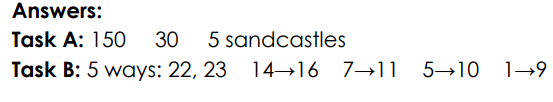 Answers:
Task A: 150 30 5 sandcastles
Task B: 5 ways: 22, 23 14→16 7→11 5→10 1→9